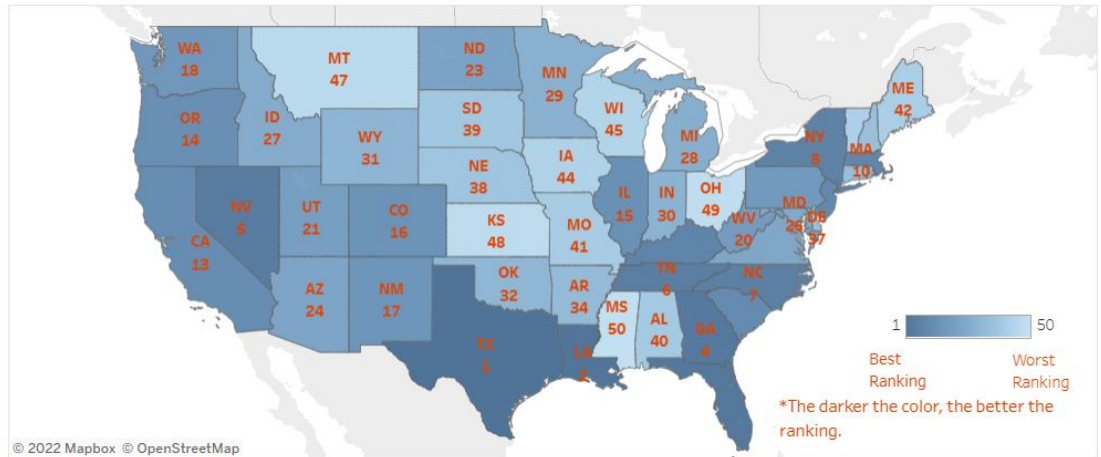 WA
18
MT
47
ND
23
MN
29
OR
14
ID
27
WY
31
SD
39
WI
45
MI
28
NY
8
ME
42
MA
10
NV
5
UT
21
CO
16
NE
38
IA
44
IL
15
IN
30
OH
49
WV
20
MD
26
DE
37
CA
13
KS
48
MO
41
AZ
24
NM
17
OK
32
AR
34
TN
6
NC
7
TX
1
LA
2
MS
50
AL
40
GA
4
1 50
Best Worst
Ranking Ranking
*The darker the color, the better the
ranking.
© 2022 Mapbox © OpenStreetMap